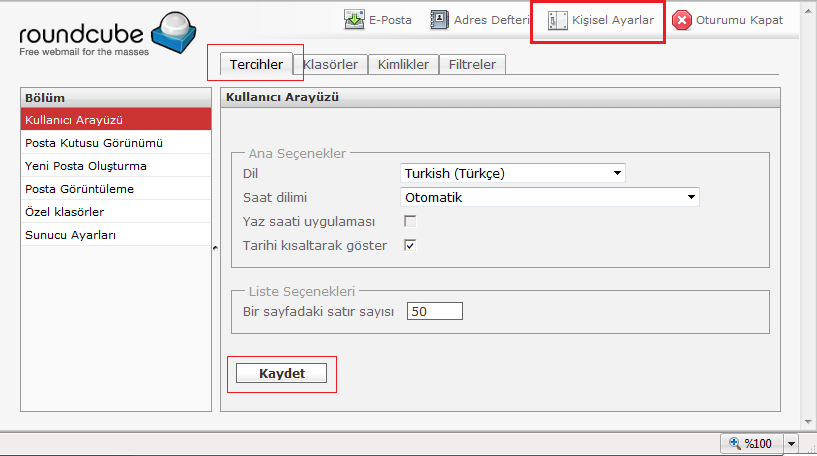 roundcube
Free webmail for the masses
E-Posta Adres Defteri Kişisel Ayarlar Oturumu Kapat
Tercihler Klasörler Kimlikler Filtreler
Bölüm
Kullanıcı Arayüzü
Posta Kutusu Görünümü
Yeni Posta Oluşturma
Posta Görüntüleme
Özel klasörler
Sunucu Ayarları
Kullanıcı Arayüzü
Ana Seçenekler
Dil Turkish (Türkçe)
Saat dilimi Otomatik
Yaz saati uygulaması
Tarihi kısaltarak göster
Liste Seçenekleri
Bir sayfadaki satır sayısı 50
Kaydet
%100